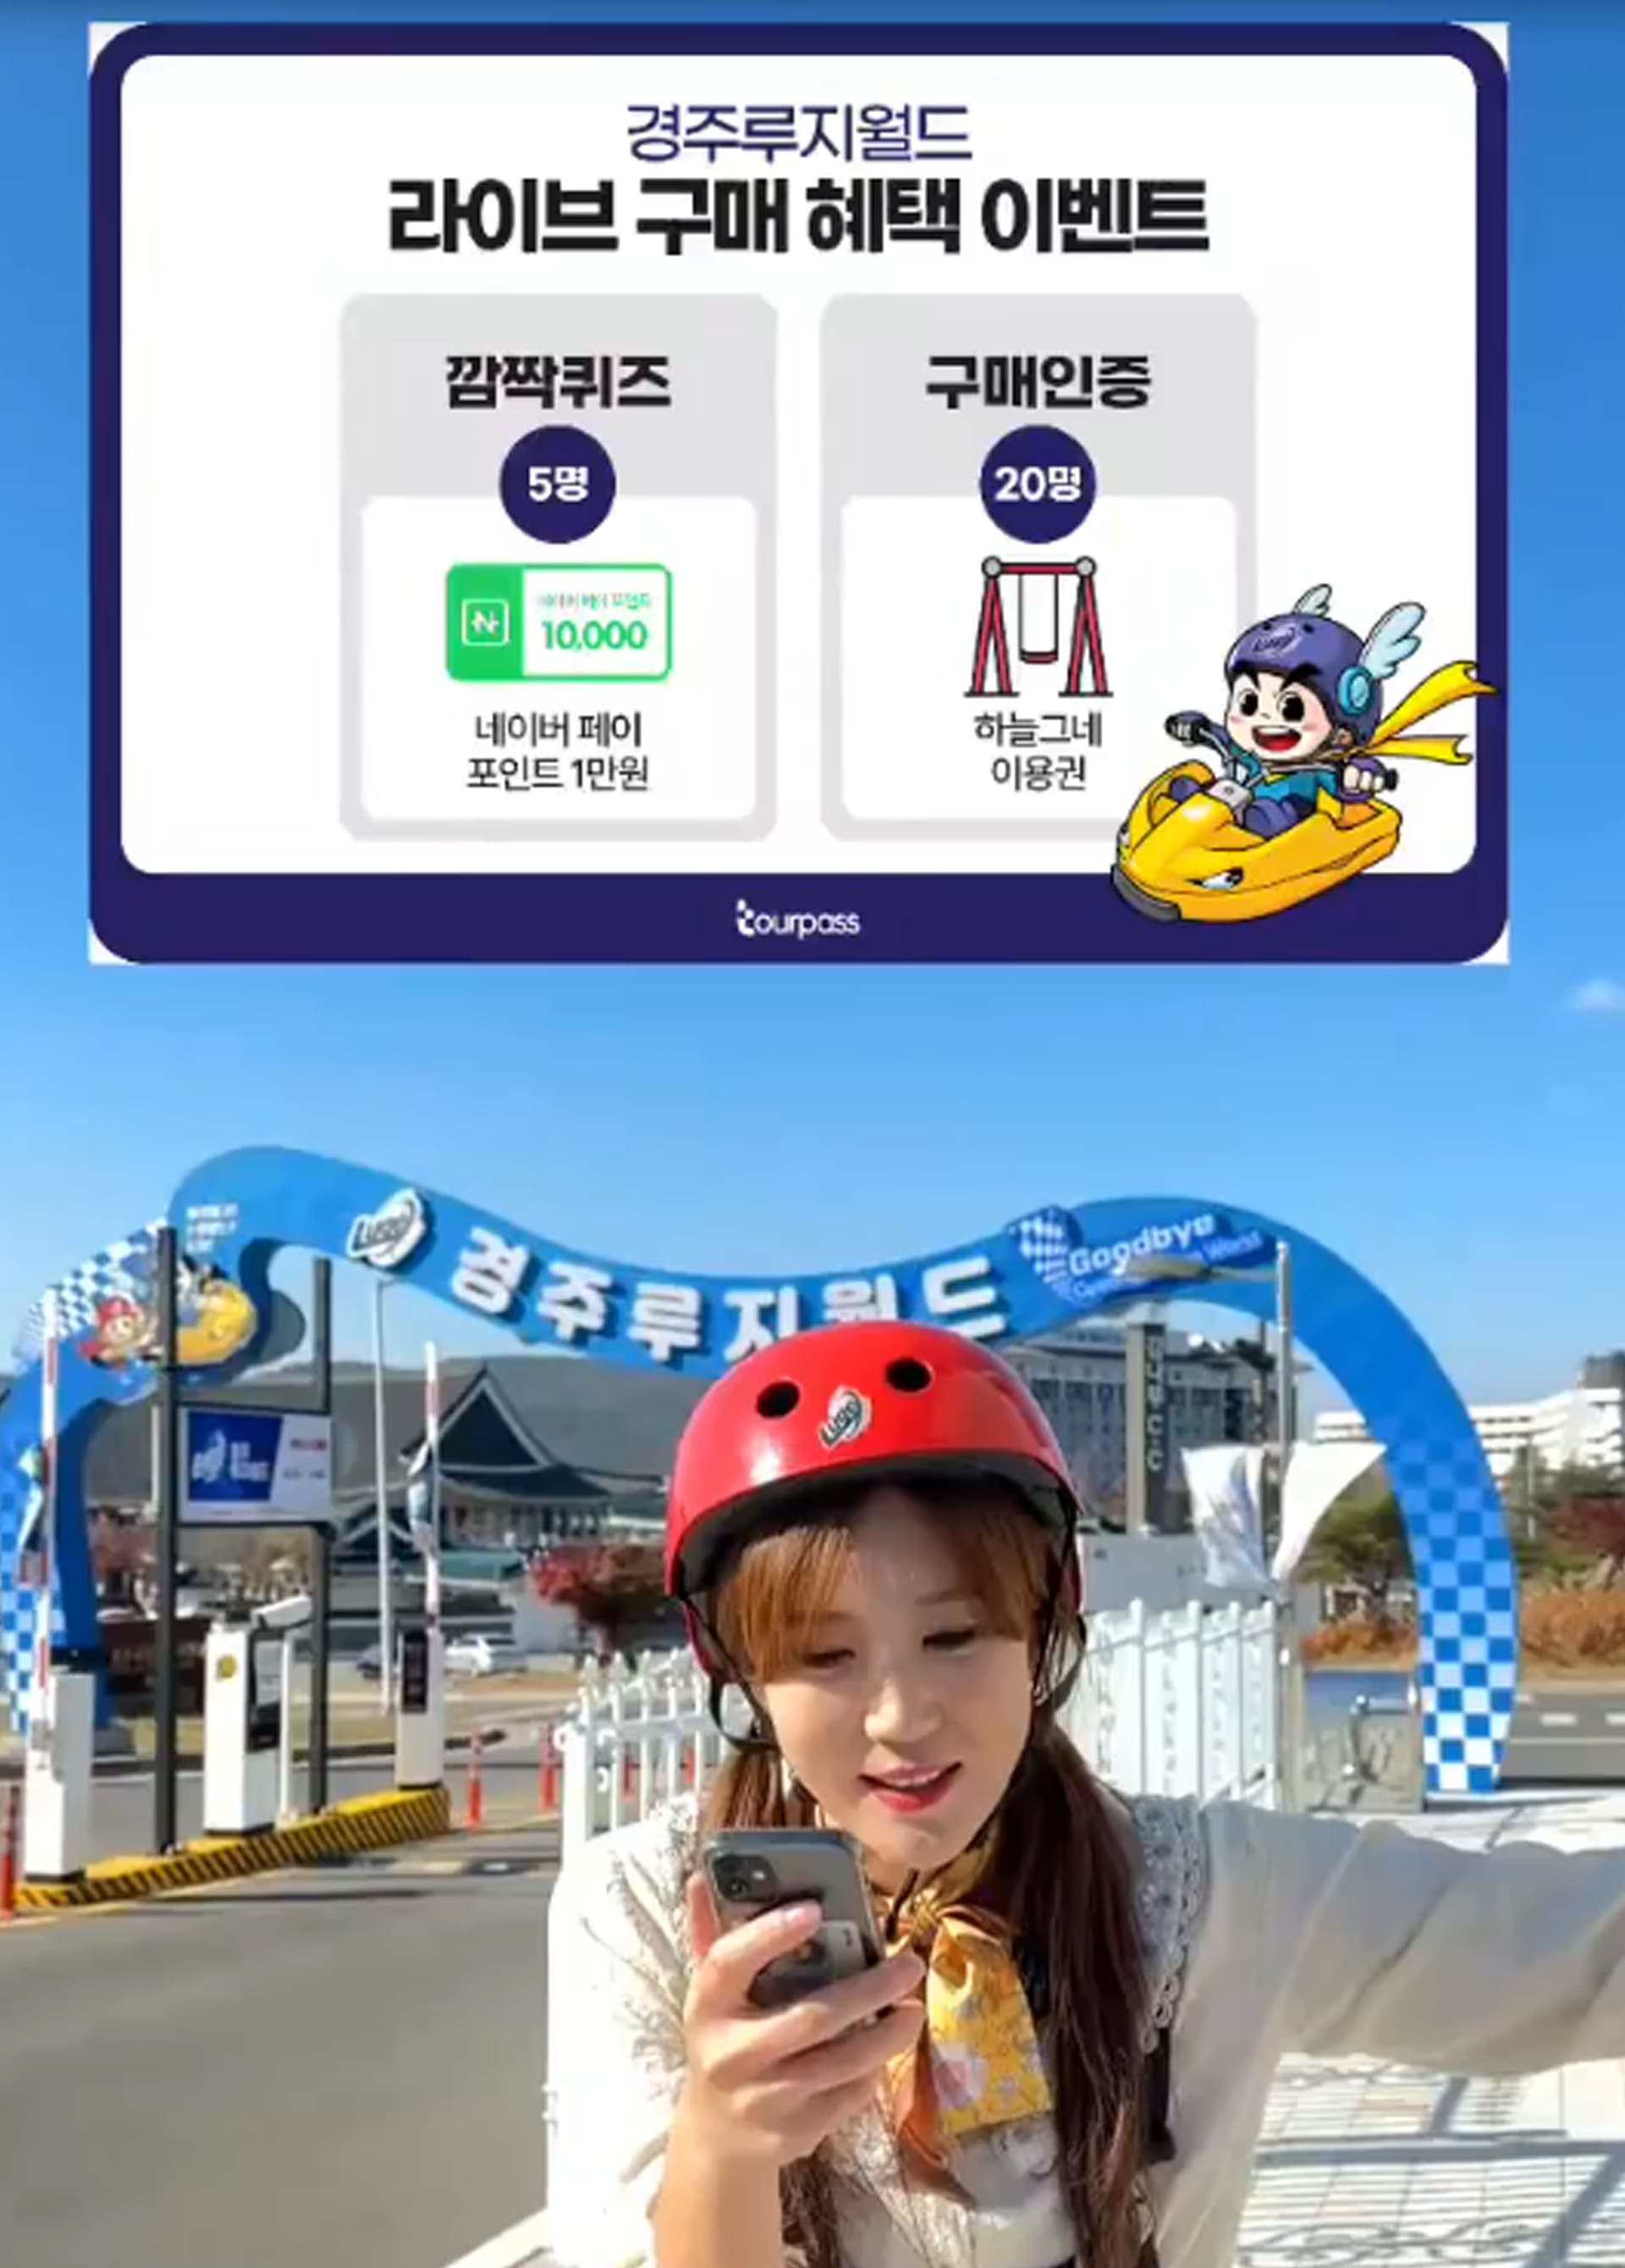 경주루지월드
라이브 구매 혜택 이벤트
깜짝퀴즈
5명
네이버 페이 포인트
10,000
네이버 페이
포인트 1만원
구매인증
20명
하늘그네
이용권
tourpass
Luge
경주루지월드
Goodbye
World
Luge